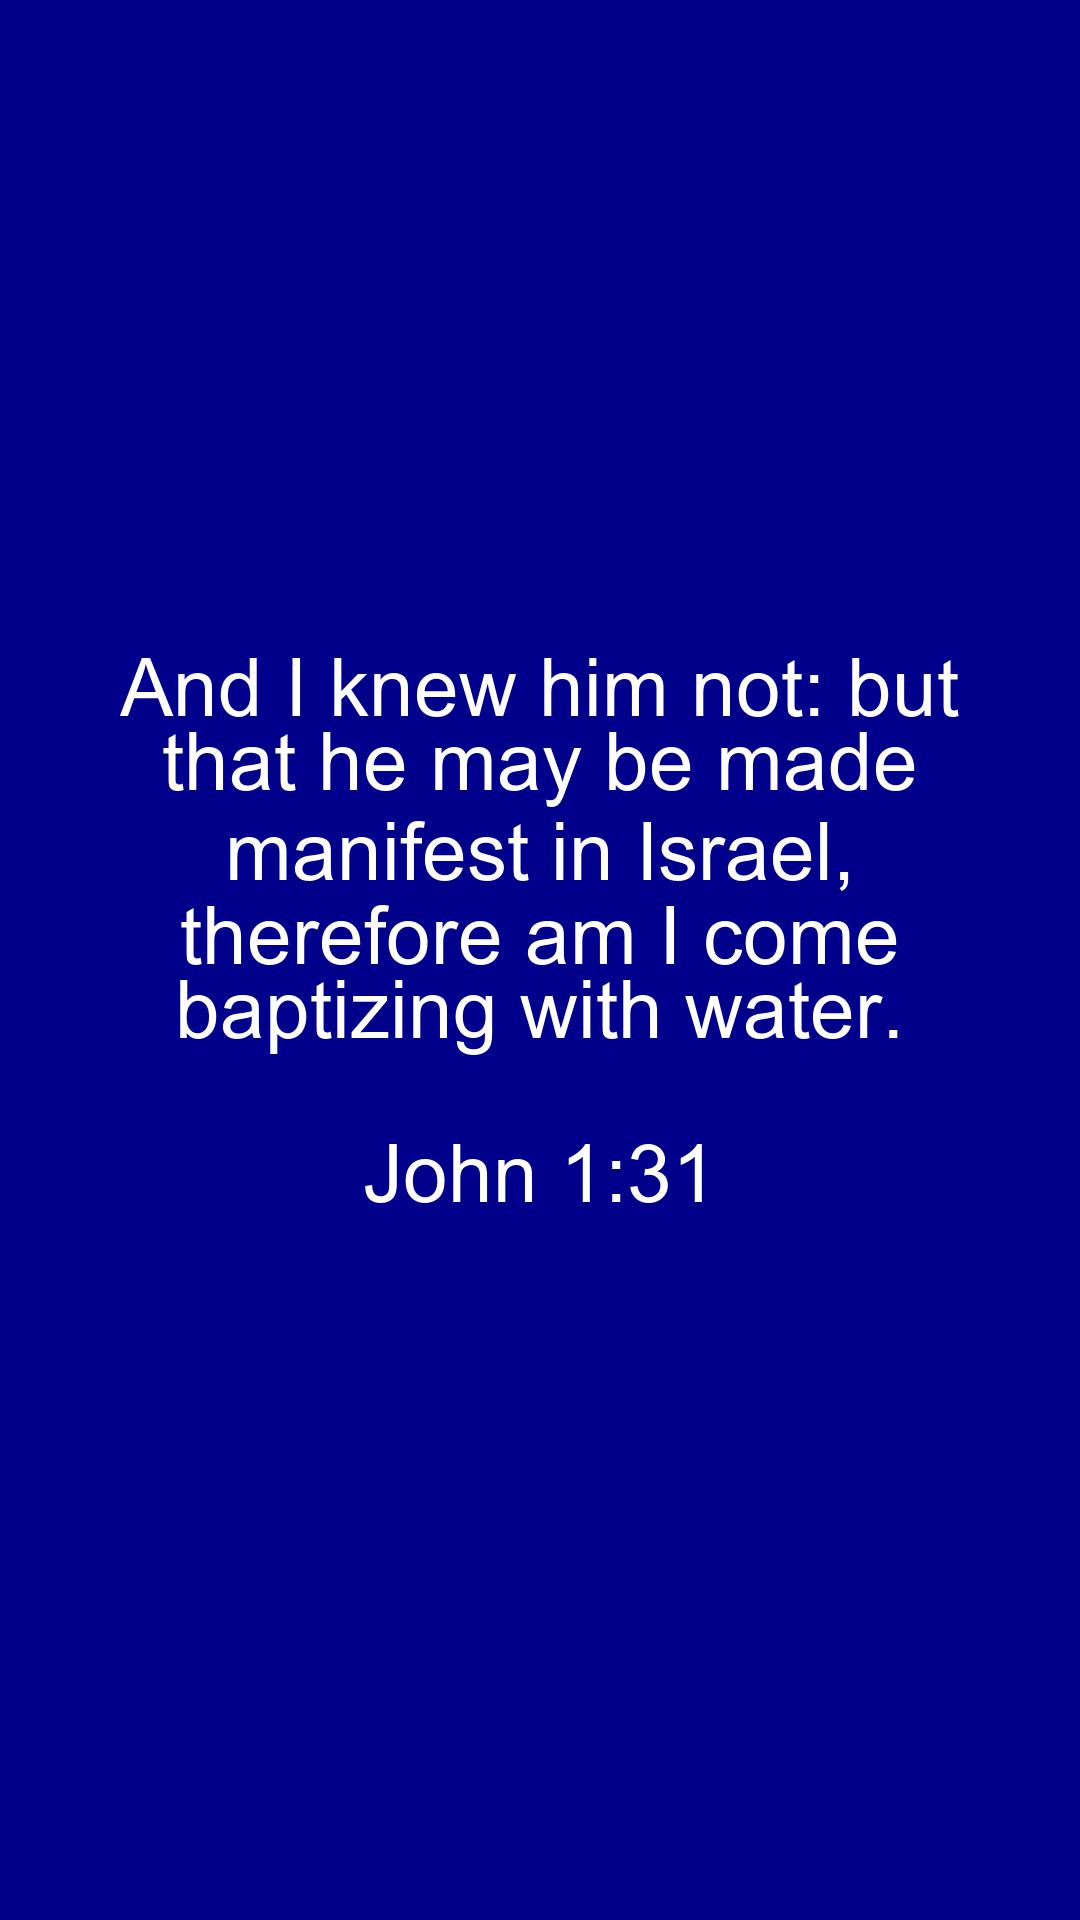 And I knew him not: but
that he may be made
manifest in Israel,
therefore am I come
baptizing with water.
John 1:31